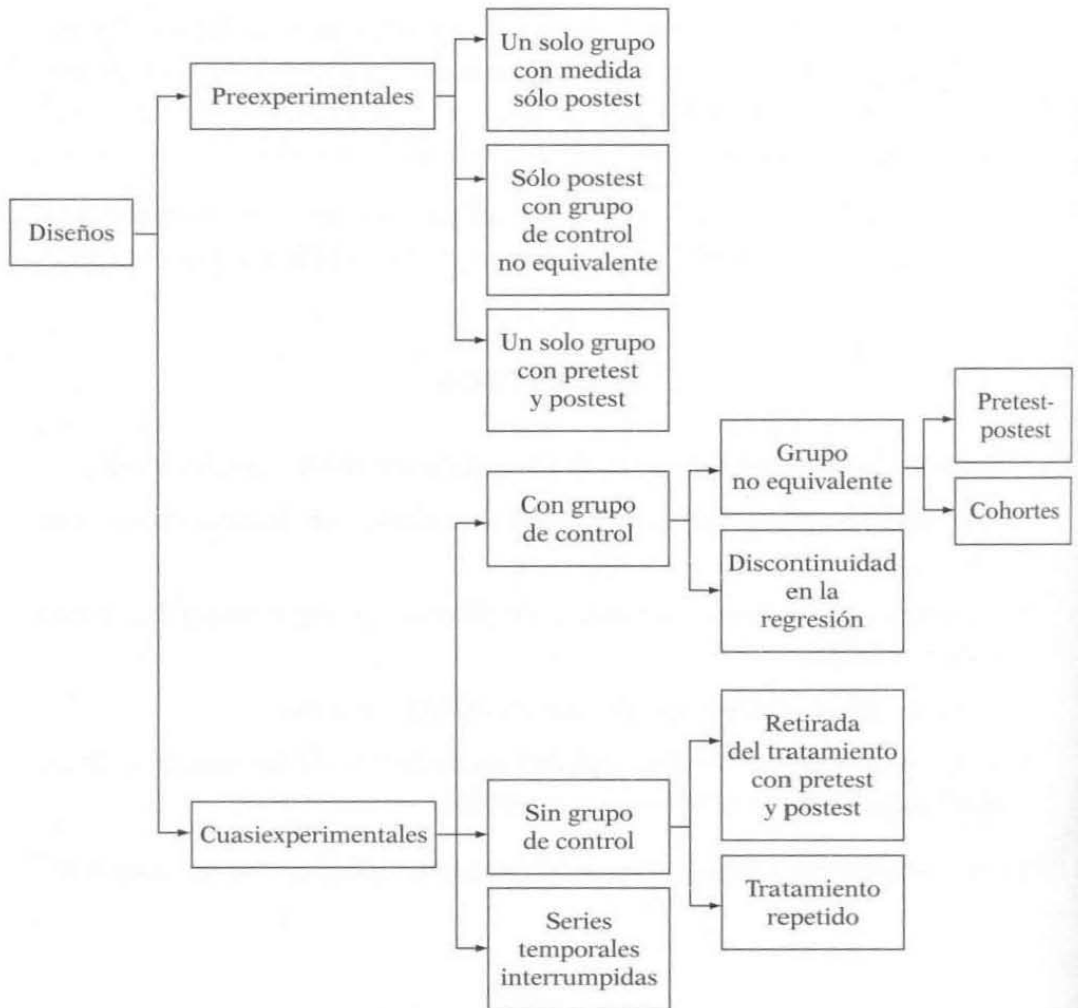 Diseños
Preexperimentales
Un solo grupo
con medida
sólo postest
Sólo postest
con grupo
de control
no equivalente
Un solo grupo
con pretest
y postest
Cuasiexperimentales
Con grupo
de control
Grupo
no equivalente
Pretest-
postest
Cohortes
Discontinuidad
en la
regresión
Sin grupo
de control
Retirada
del tratamiento
con pretest
y postest
Tratamiento
repetido
Series
temporales
interrumpidas